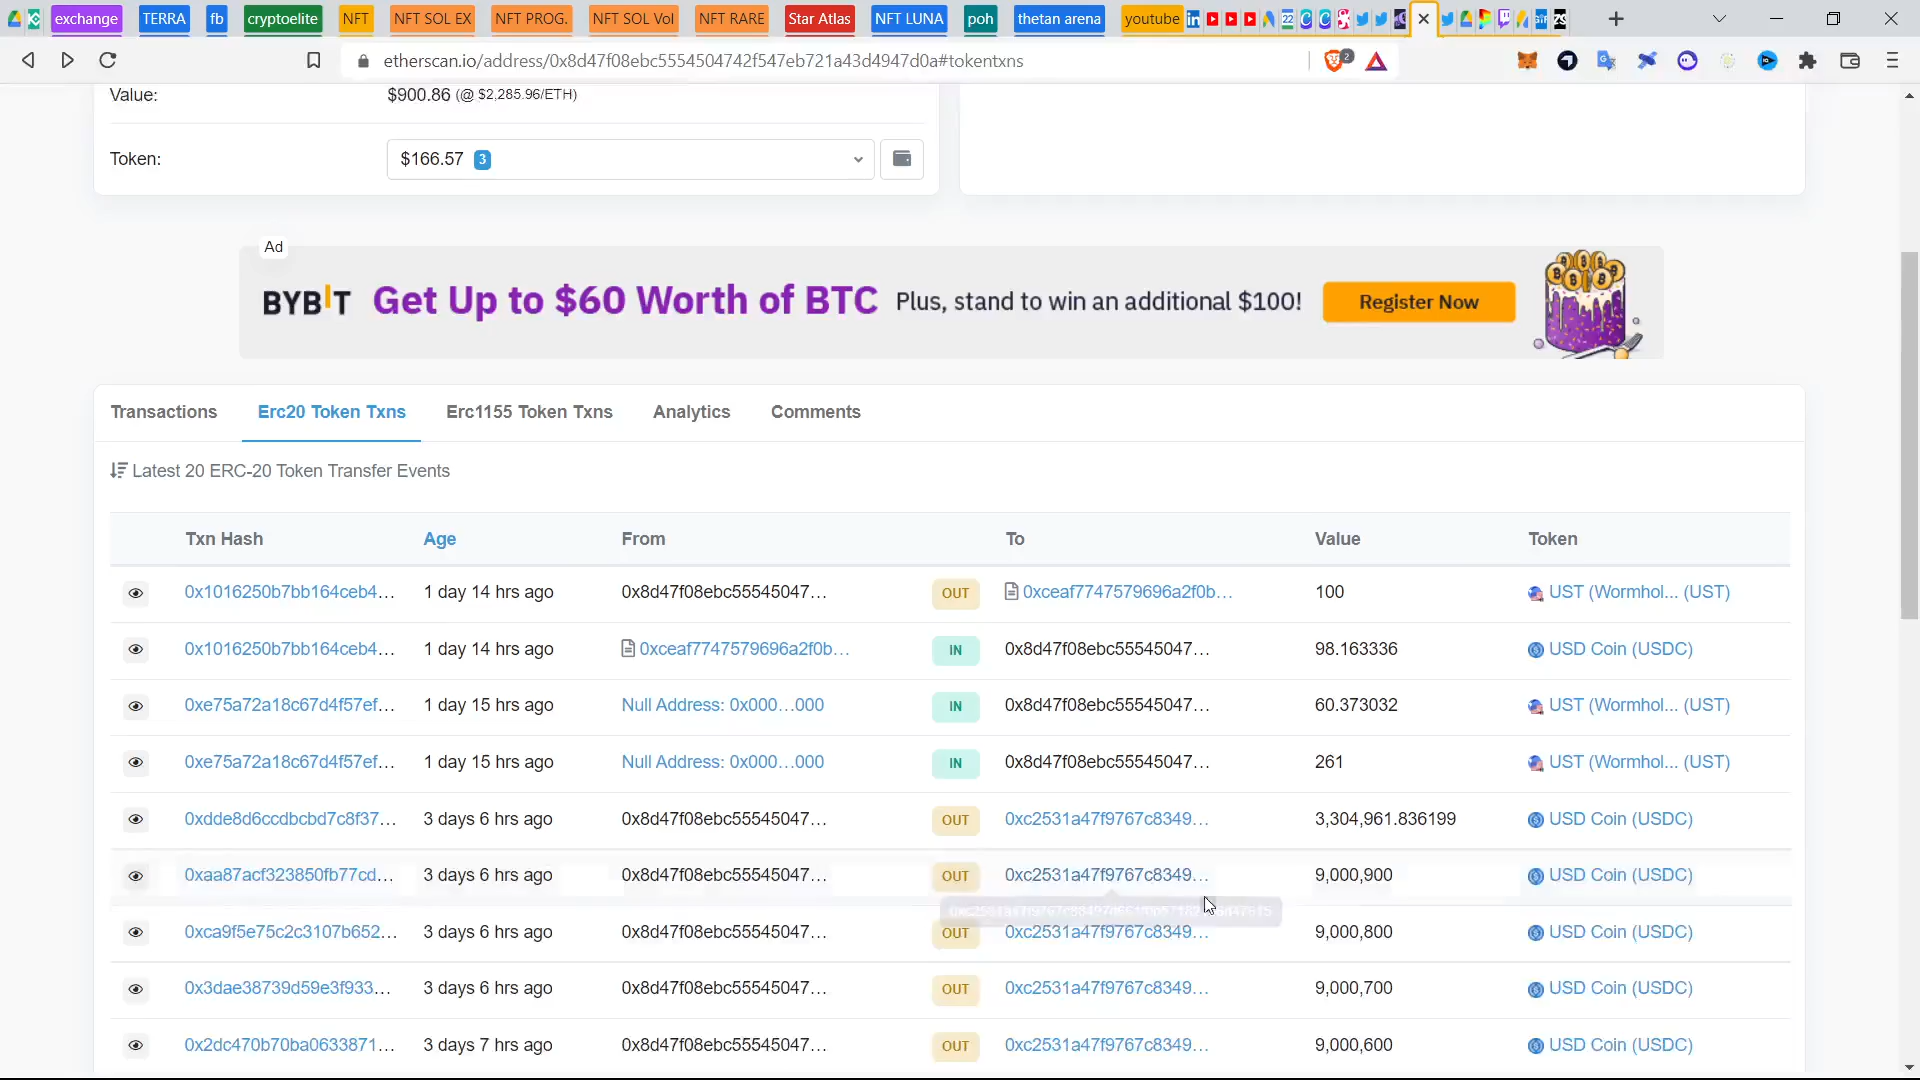 exchange TERRA fb cryptoelite NFT NFT SOL EX NFT PROG. NFT SOL Vol NFT RARE Star Atlas NFT LUNA poh thetan arena youtube
etherscan.io/address/0x8d47f08ebc5554504742f547eb721a43d4947d0a#tokentxns
Value: $900.86 (@ $2,285.96/ETH)
Token: $166.57 3
Ad
BYBIT Get Up to $60 Worth of BTC Plus, stand to win an additional $100! Register Now
Transactions Erc20 Token Txns Erc1155 Token Txns Analytics Comments
Latest 20 ERC-20 Token Transfer Events
Txn Hash Age From To Value Token
0x1016250b7bb164ceb4... 1 day 14 hrs ago 0x8d47f08ebc55545047... OUT 0xceaf7747579696a2f0b... 100 UST (Wormhol... (UST)
0x1016250b7bb164ceb4... 1 day 14 hrs ago 0xceaf7747579696a2f0b... IN 0x8d47f08ebc55545047... 98.163336 USD Coin (USDC)
0xe75a72a18c67d4f57ef... 1 day 15 hrs ago Null Address: 0x000...000 IN 0x8d47f08ebc55545047... 60.373032 UST (Wormhol... (UST)
0xe75a72a18c67d4f57ef... 1 day 15 hrs ago Null Address: 0x000...000 IN 0x8d47f08ebc55545047... 261 UST (Wormhol... (UST)
0xdde8d6ccdbcbd7c8f37... 3 days 6 hrs ago 0x8d47f08ebc55545047... OUT 0xc2531a47f9767c8349... 3,304,961.836199 USD Coin (USDC)
0xaa87acf323850fb77cd... 3 days 6 hrs ago 0x8d47f08ebc55545047... OUT 0xc2531a47f9767c8349... 9,000,900 USD Coin (USDC)
0xca9f5e75c2c3107b652... 3 days 6 hrs ago 0x8d47f08ebc55545047... OUT 0xc2531a47f9767c8349... 9,000,800 USD Coin (USDC)
0x3dae38739d59e3f933... 3 days 6 hrs ago 0x8d47f08ebc55545047... OUT 0xc2531a47f9767c8349... 9,000,700 USD Coin (USDC)
0x2dc470b70ba0633871... 3 days 7 hrs ago 0x8d47f08ebc55545047... OUT 0xc2531a47f9767c8349... 9,000,600 USD Coin (USDC)